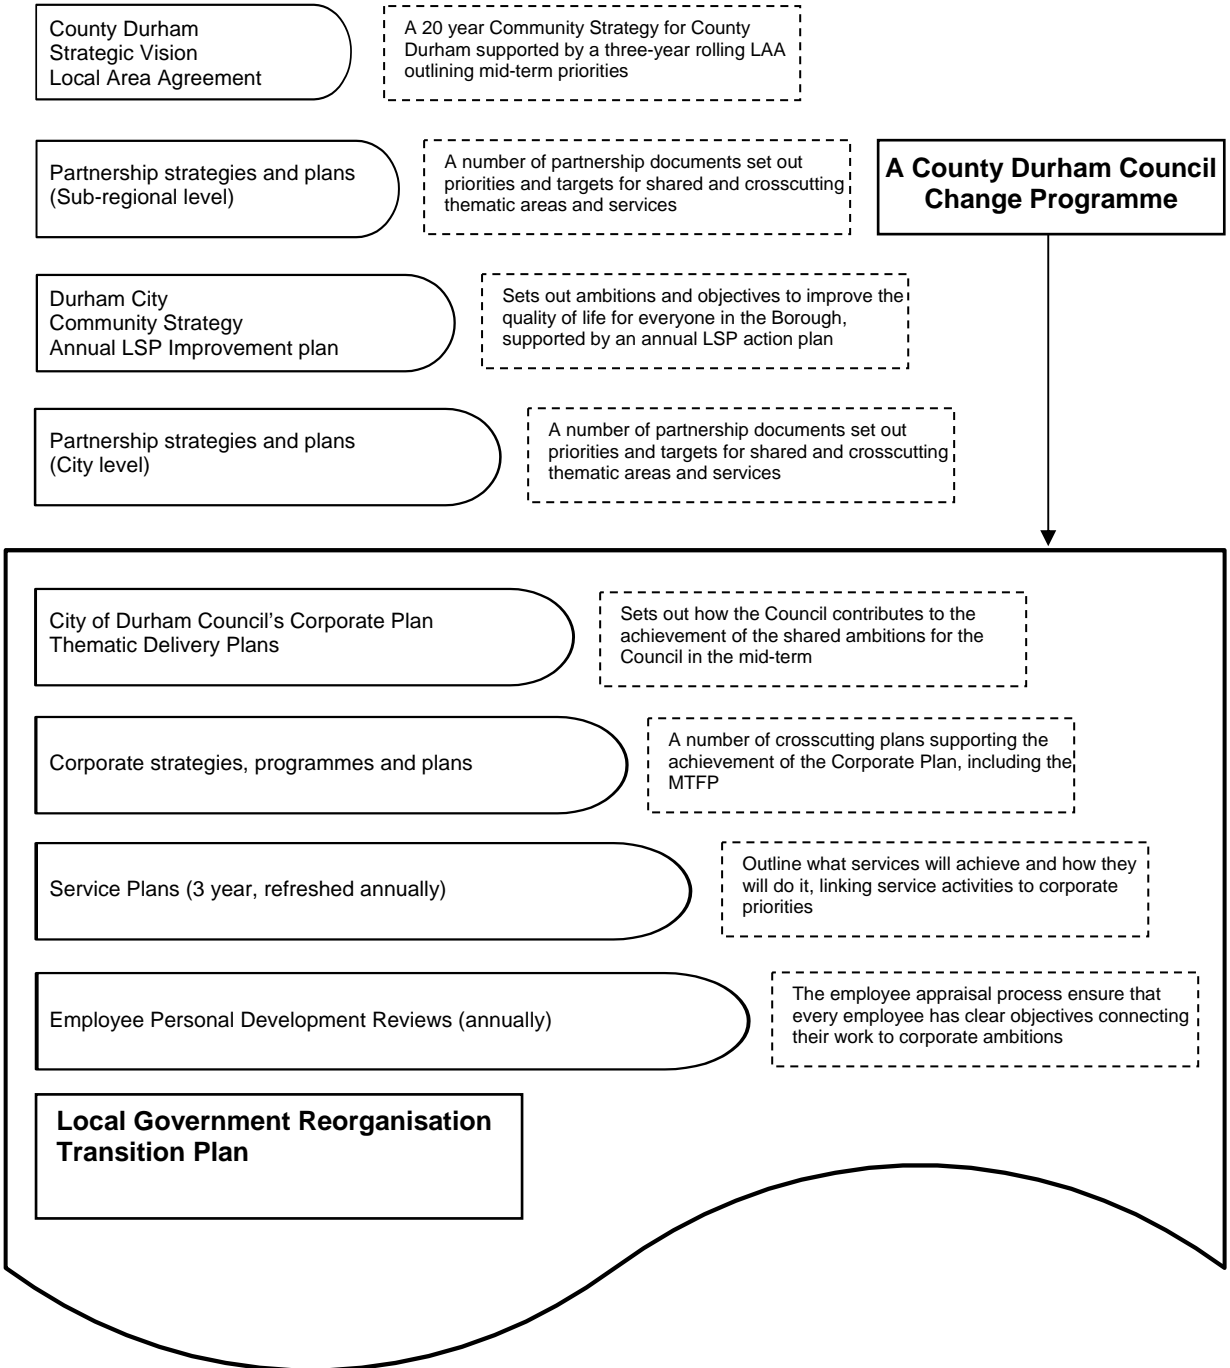 County Durham
Strategic Vision
Local Area Agreement
A 20 year Community Strategy for County
Durham supported by a three-year rolling LAA
outlining mid-term priorities
Partnership strategies and plans
(Sub-regional level)
A number of partnership documents set out
priorities and targets for shared and crosscutting
thematic areas and services
A County Durham Council
Change Programme
Durham City
Community Strategy
Annual LSP Improvement plan
Sets out ambitions and objectives to improve the
quality of life for everyone in the Borough,
supported by an annual LSP action plan
Partnership strategies and plans
(City level)
A number of partnership documents set out
priorities and targets for shared and crosscutting
thematic areas and services
City of Durham Council’s Corporate Plan
Thematic Delivery Plans
Sets out how the Council contributes to the
achievement of the shared ambitions for the
Council in the mid-term
Corporate strategies, programmes and plans
A number of crosscutting plans supporting the
achievement of the Corporate Plan, including the
MTFP
Service Plans (3 year, refreshed annually)
Outline what services will achieve and how they
will do it, linking service activities to corporate
priorities
Employee Personal Development Reviews (annually)
The employee appraisal process ensure that
every employee has clear objectives connecting
their work to corporate ambitions
Local Government Reorganisation
Transition Plan